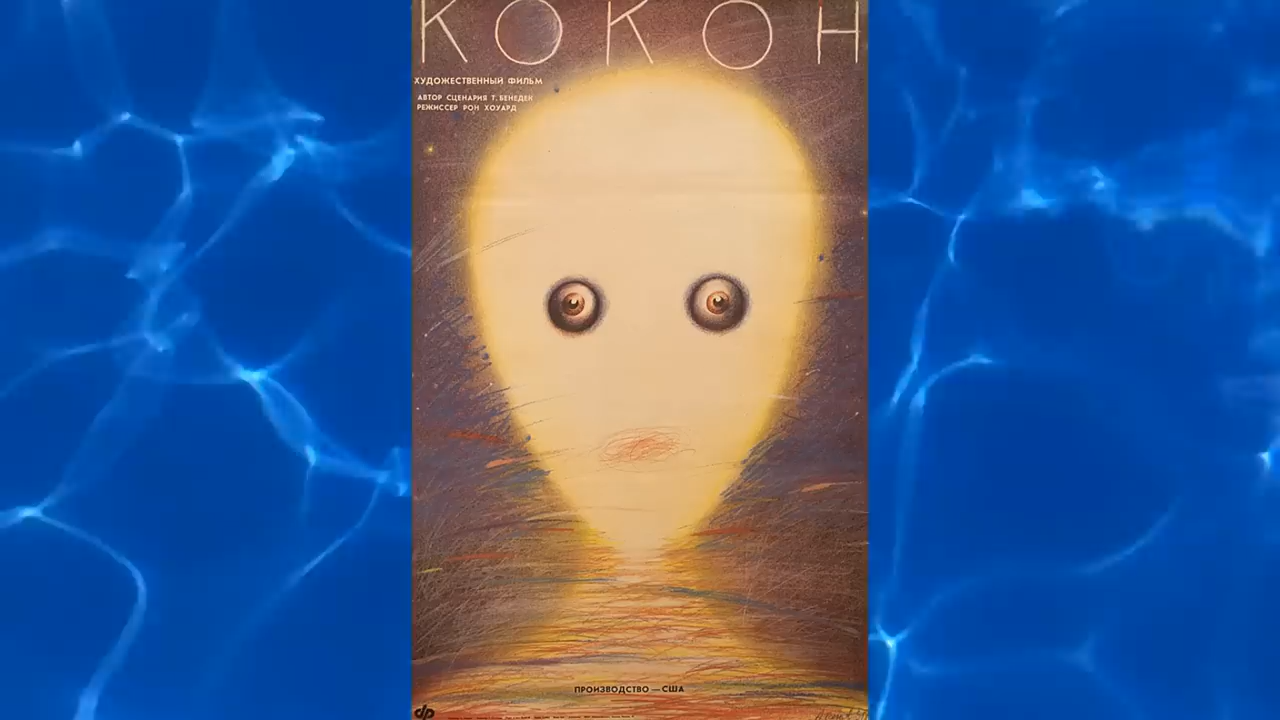 КОКОН
ХУДОЖЕСТВЕННЫЙ ФИЛЬМ
АВТОР СЦЕНАРИЯ Т. БЕНЕДЕК
РЕЖИССЕР РОН ХОУАРД
ПРОИЗВОДСТВО — США